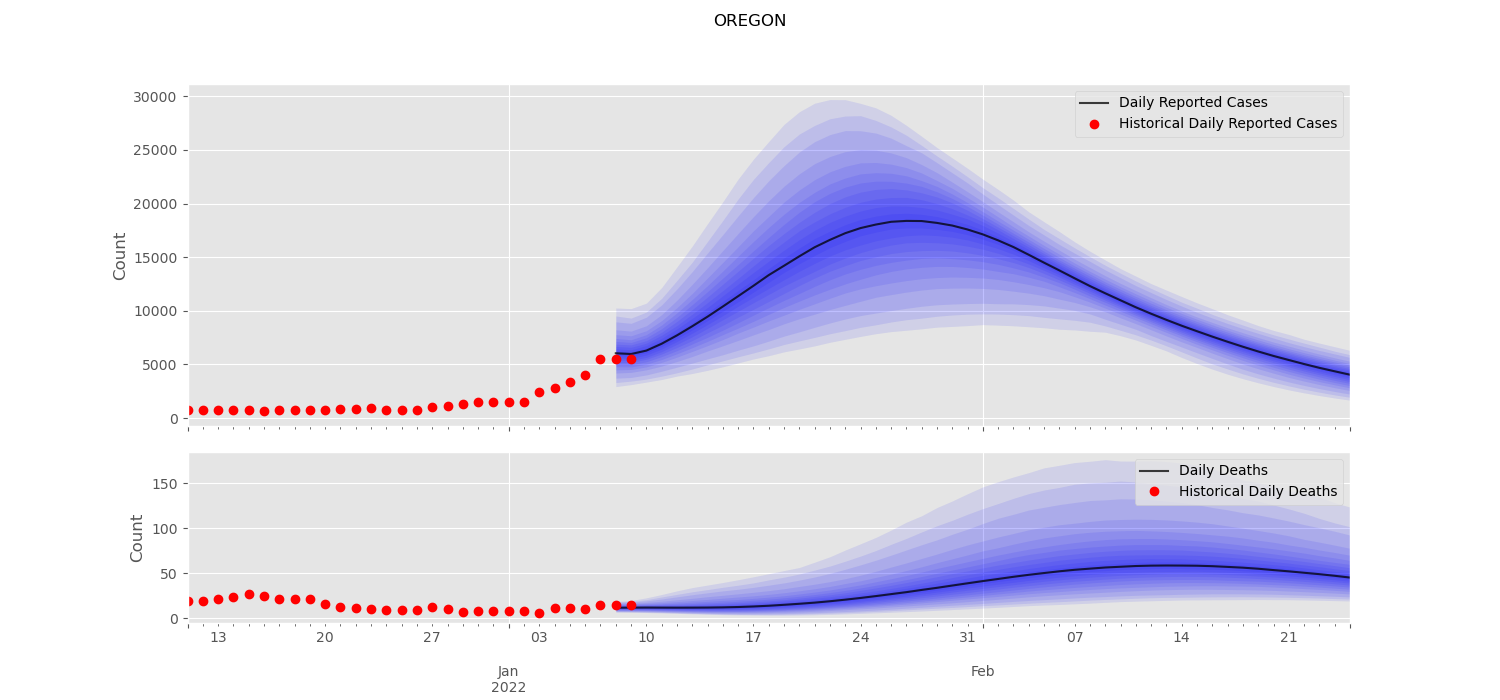 OREGON
30000
25000
20000
15000
10000
5000
0
Count
Daily Reported Cases
Historical Daily Reported Cases
150
100
50
0
Count
Daily Deaths
Historical Daily Deaths
13 20 27 03 10 17 24 31 07 14 21
Jan Feb
2022